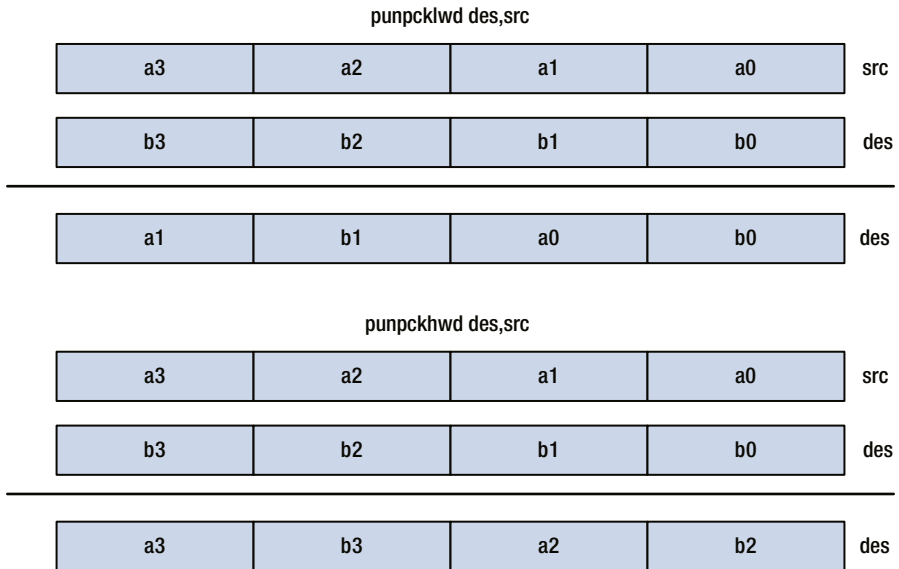 punpcklwd des,src
a3 a2 a1 a0 src
b3 b2 b1 b0 des
a1 b1 a0 b0 des
punpckhwd des,src
a3 a2 a1 a0 src
b3 b2 b1 b0 des
a3 b3 a2 b2 des